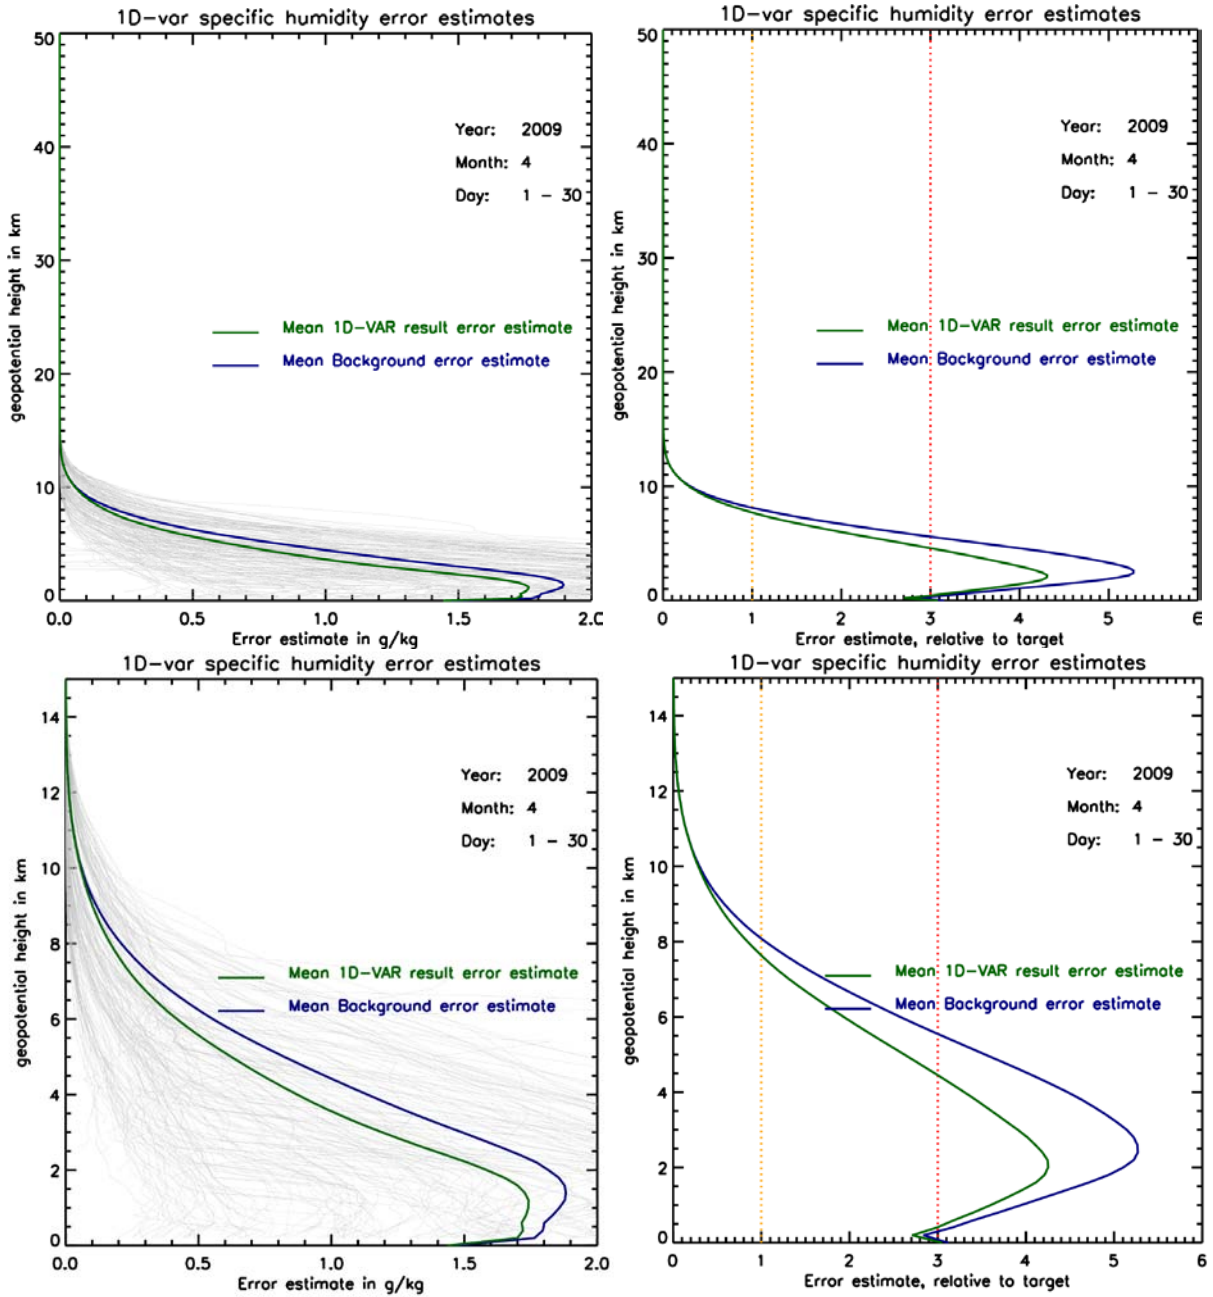 1D-var specific humidity error estimates
50
40
30
20
10
0
geopotential height in km
Year: 2009
Month: 4
Day: 1 - 30
Mean 1D-VAR result error estimate
Mean Background error estimate
0.0 0.5 1.0 1.5 2.0
Error estimate in g/kg
1D-var specific humidity error estimates
50
40
30
20
10
0
geopotential height in km
Year: 2009
Month: 4
Day: 1 - 30
Mean 1D-VAR result error estimate
Mean Background error estimate
0 1 2 3 4 5 6
Error estimate, relative to target
1D-var specific humidity error estimates
14
12
10
8
6
4
2
0
geopotential height in km
Year: 2009
Month: 4
Day: 1 - 30
Mean 1D-VAR result error estimate
Mean Background error estimate
0.0 0.5 1.0 1.5 2.0
Error estimate in g/kg
1D-var specific humidity error estimates
14
12
10
8
6
4
2
0
geopotential height in km
Year: 2009
Month: 4
Day: 1 - 30
Mean 1D-VAR result error estimate
Mean Background error estimate
0 1 2 3 4 5 6
Error estimate, relative to target